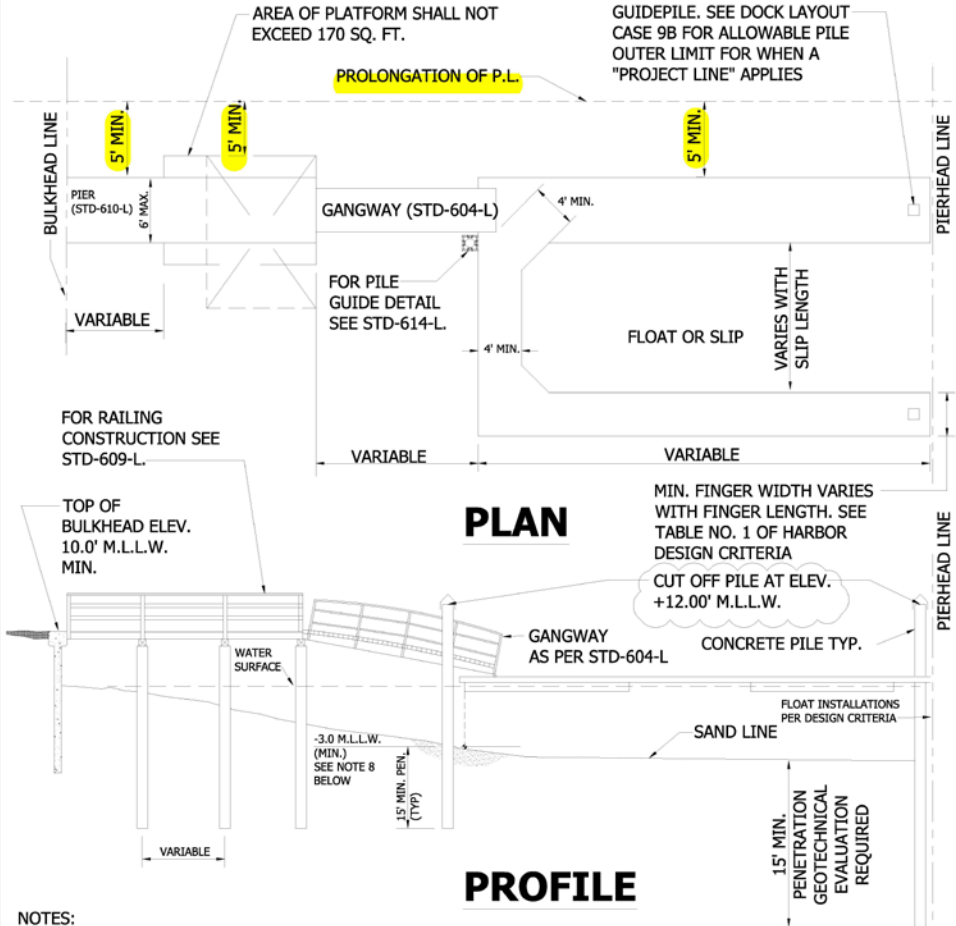 AREA OF PLATFORM SHALL NOT
EXCEED 170 SQ. FT.
GUIDEPILE. SEE DOCK LAYOUT
CASE 9B FOR ALLOWABLE PILE
OUTER LIMIT FOR WHEN A
"PROJECT LINE" APPLIES
PROLONGATION OF P.L.
5' MIN.
5' MIN.
5' MIN.
BULKHEAD LINE
PIERHEAD LINE
PIER
(STD-610-L)
6' MAX.
GANGWAY (STD-604-L)
4' MIN.
FOR PILE
GUIDE DETAIL
SEE STD-614-L.
VARIABLE
4' MIN.
FLOAT OR SLIP
VARIES WITH
SLIP LENGTH
FOR RAILING
CONSTRUCTION SEE
STD-609-L.
VARIABLE
VARIABLE
TOP OF
BULKHEAD ELEV.
10.0' M.L.L.W.
MIN.
PLAN
MIN. FINGER WIDTH VARIES
WITH FINGER LENGTH. SEE
TABLE NO. 1 OF HARBOR
DESIGN CRITERIA
CUT OFF PILE AT ELEV.
+12.00' M.L.L.W.
PIERHEAD LINE
GANGWAY
AS PER STD-604-L
CONCRETE PILE TYP.
WATER
SURFACE
FLOAT INSTALLATIONS
PER DESIGN CRITERIA
SAND LINE
-3.0 M.L.L.W.
(MIN.)
SEE NOTE 8
BELOW
15' MIN. PEN.
(TYP)
15' MIN.
PENETRATION
GEOTECHNICAL
EVALUATION
REQUIRED
VARIABLE
PROFILE
NOTES: